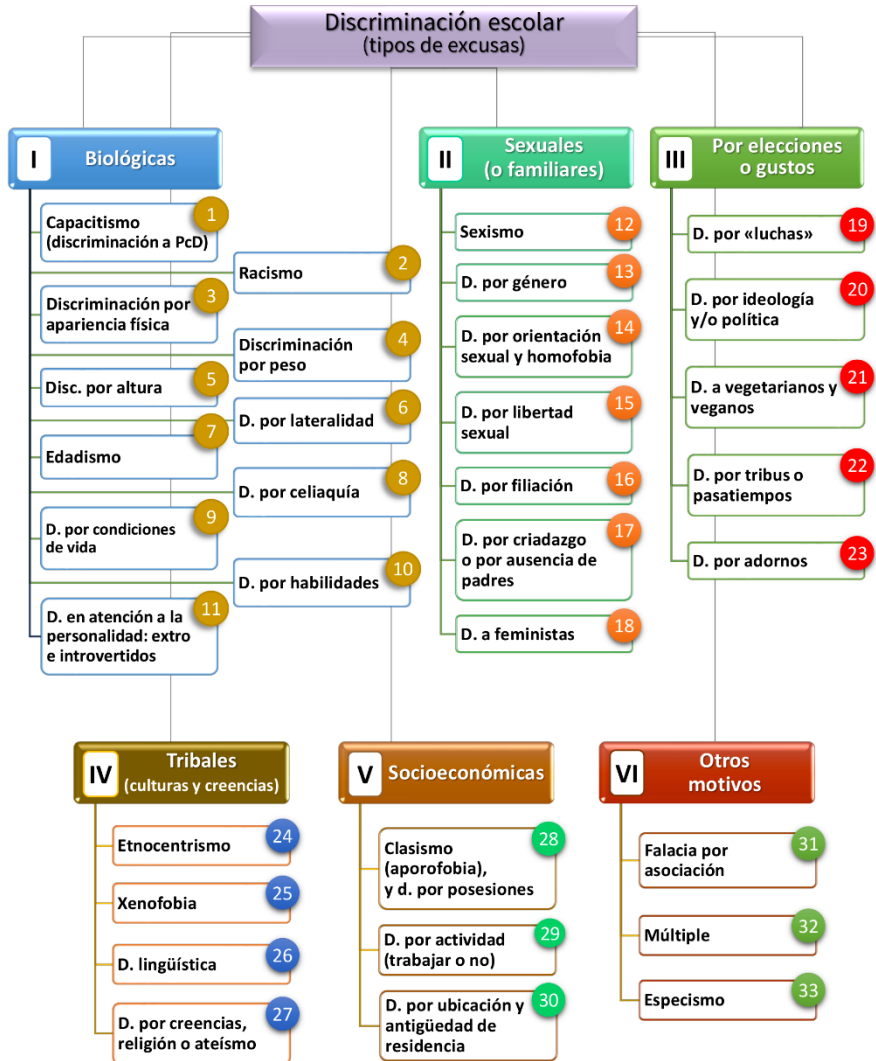 Discriminación escolar
(tipos de excusas)
I
Biológicas
1
Capacitismo
(discriminación a PcD)
2
Racismo
3
Discriminación por
apariencia física
4
Discriminación
por peso
5
Disc. por altura
6
D. por lateralidad
7
Edadismo
8
D. por celiaquía
9
D. por condiciones
de vida
10
D. por habilidades
11
D. en atención a la
personalidad: extro
e introvertidos
II
Sexuales
(o familiares)
12
Sexismo
13
D. por género
14
D. por orientación
sexual y homofobia
15
D. por libertad
sexual
16
D. por filiación
17
D. por criadazgo
o por ausencia de
padres
18
D. a feministas
III
Por elecciones
o gustos
19
D. por «luchas»
20
D. por ideología
y/o política
21
D. a vegetarianos y
veganos
22
D. por tribus o
pasatiempos
23
D. por adornos
IV
Tribales
(culturas y creencias)
24
Etnocentrismo
25
Xenofobia
26
D. lingüística
27
D. por creencias,
religión o ateísmo
V
Socioeconómicas
28
Clasismo
(aporofobia),
y d. por posesiones
29
D. por actividad
(trabajar o no)
30
D. por ubicación y
antigüedad de
residencia
VI
Otros
motivos
31
Falacia por
asociación
32
Múltiple
33
Especismo